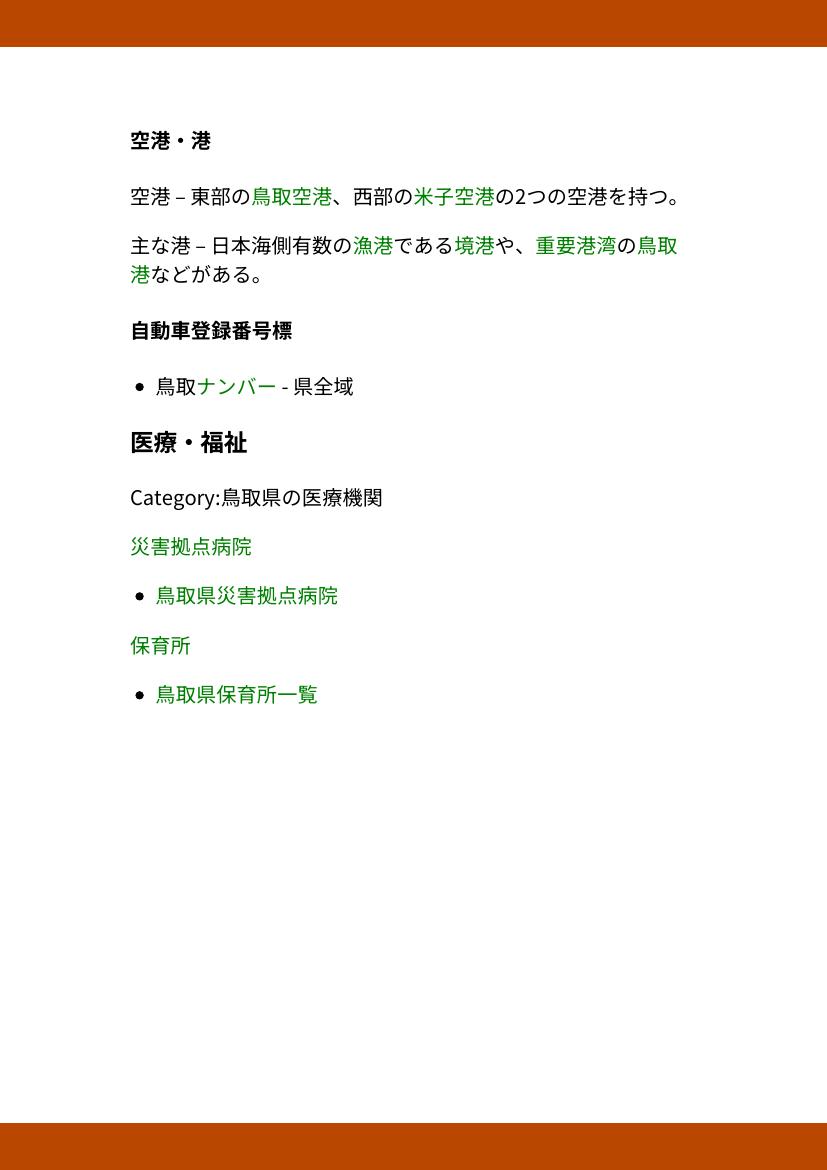 空港・港
空港 – 東部の鳥取空港、西部の米子空港の2つの空港を持つ。
主な港 – 日本海側有数の漁港である境港や、重要港湾の鳥取
港などがある。
自動車登録番号標
• 鳥取ナンバー - 県全域
医療・福祉
Category:鳥取県の医療機関
災害拠点病院
• 鳥取県災害拠点病院
保育所
• 鳥取県保育所一覧